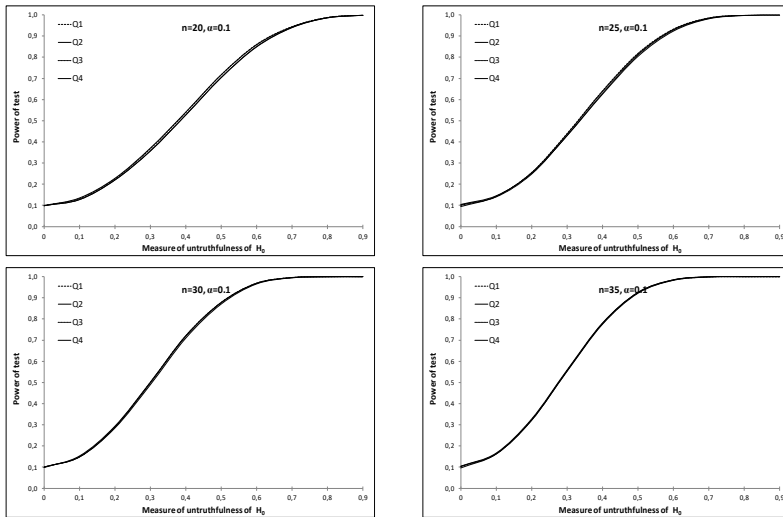 n=20, α=0.1
Q1
Q2
Q3
Q4
Power of test
1,0
0,9
0,8
0,7
0,6
0,5
0,4
0,3
0,2
0,1
0,0
0 0,1 0,2 0,3 0,4 0,5 0,6 0,7 0,8 0,9
Measure of untruthfulness of H₀
n=25, α=0.1
Q1
Q2
Q3
Q4
Power of test
1,0
0,9
0,8
0,7
0,6
0,5
0,4
0,3
0,2
0,1
0,0
0 0,1 0,2 0,3 0,4 0,5 0,6 0,7 0,8 0,9
Measure of untruthfulness of H₀
n=30, α=0.1
Q1
Q2
Q3
Q4
Power of test
1,0
0,9
0,8
0,7
0,6
0,5
0,4
0,3
0,2
0,1
0,0
0 0,1 0,2 0,3 0,4 0,5 0,6 0,7 0,8 0,9
Measure of untruthfulness of H₀
n=35, α=0.1
Q1
Q2
Q3
Q4
Power of test
1,0
0,9
0,8
0,7
0,6
0,5
0,4
0,3
0,2
0,1
0,0
0 0,1 0,2 0,3 0,4 0,5 0,6 0,7 0,8 0,9
Measure of untruthfulness of H₀